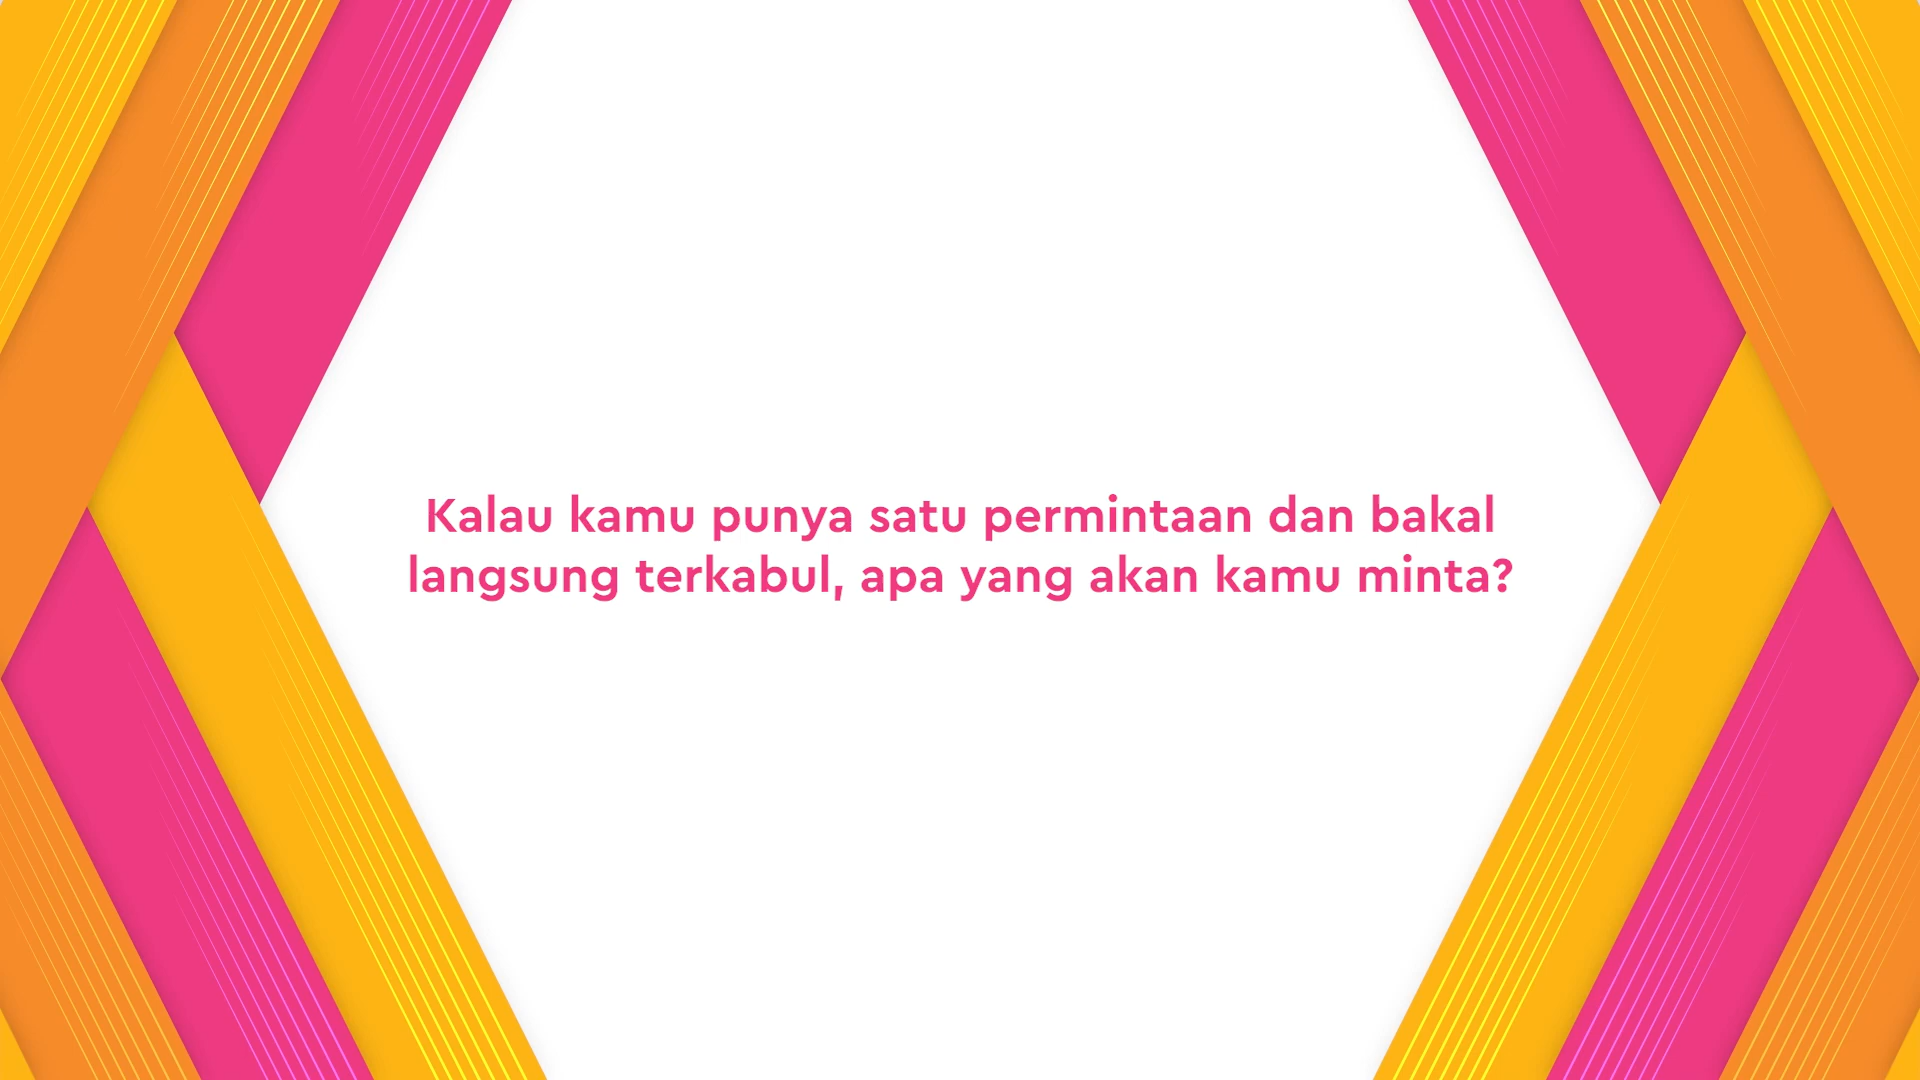 Kalau kamu punya satu permintaan dan bakal
langsung terkabul, apa yang akan kamu minta?